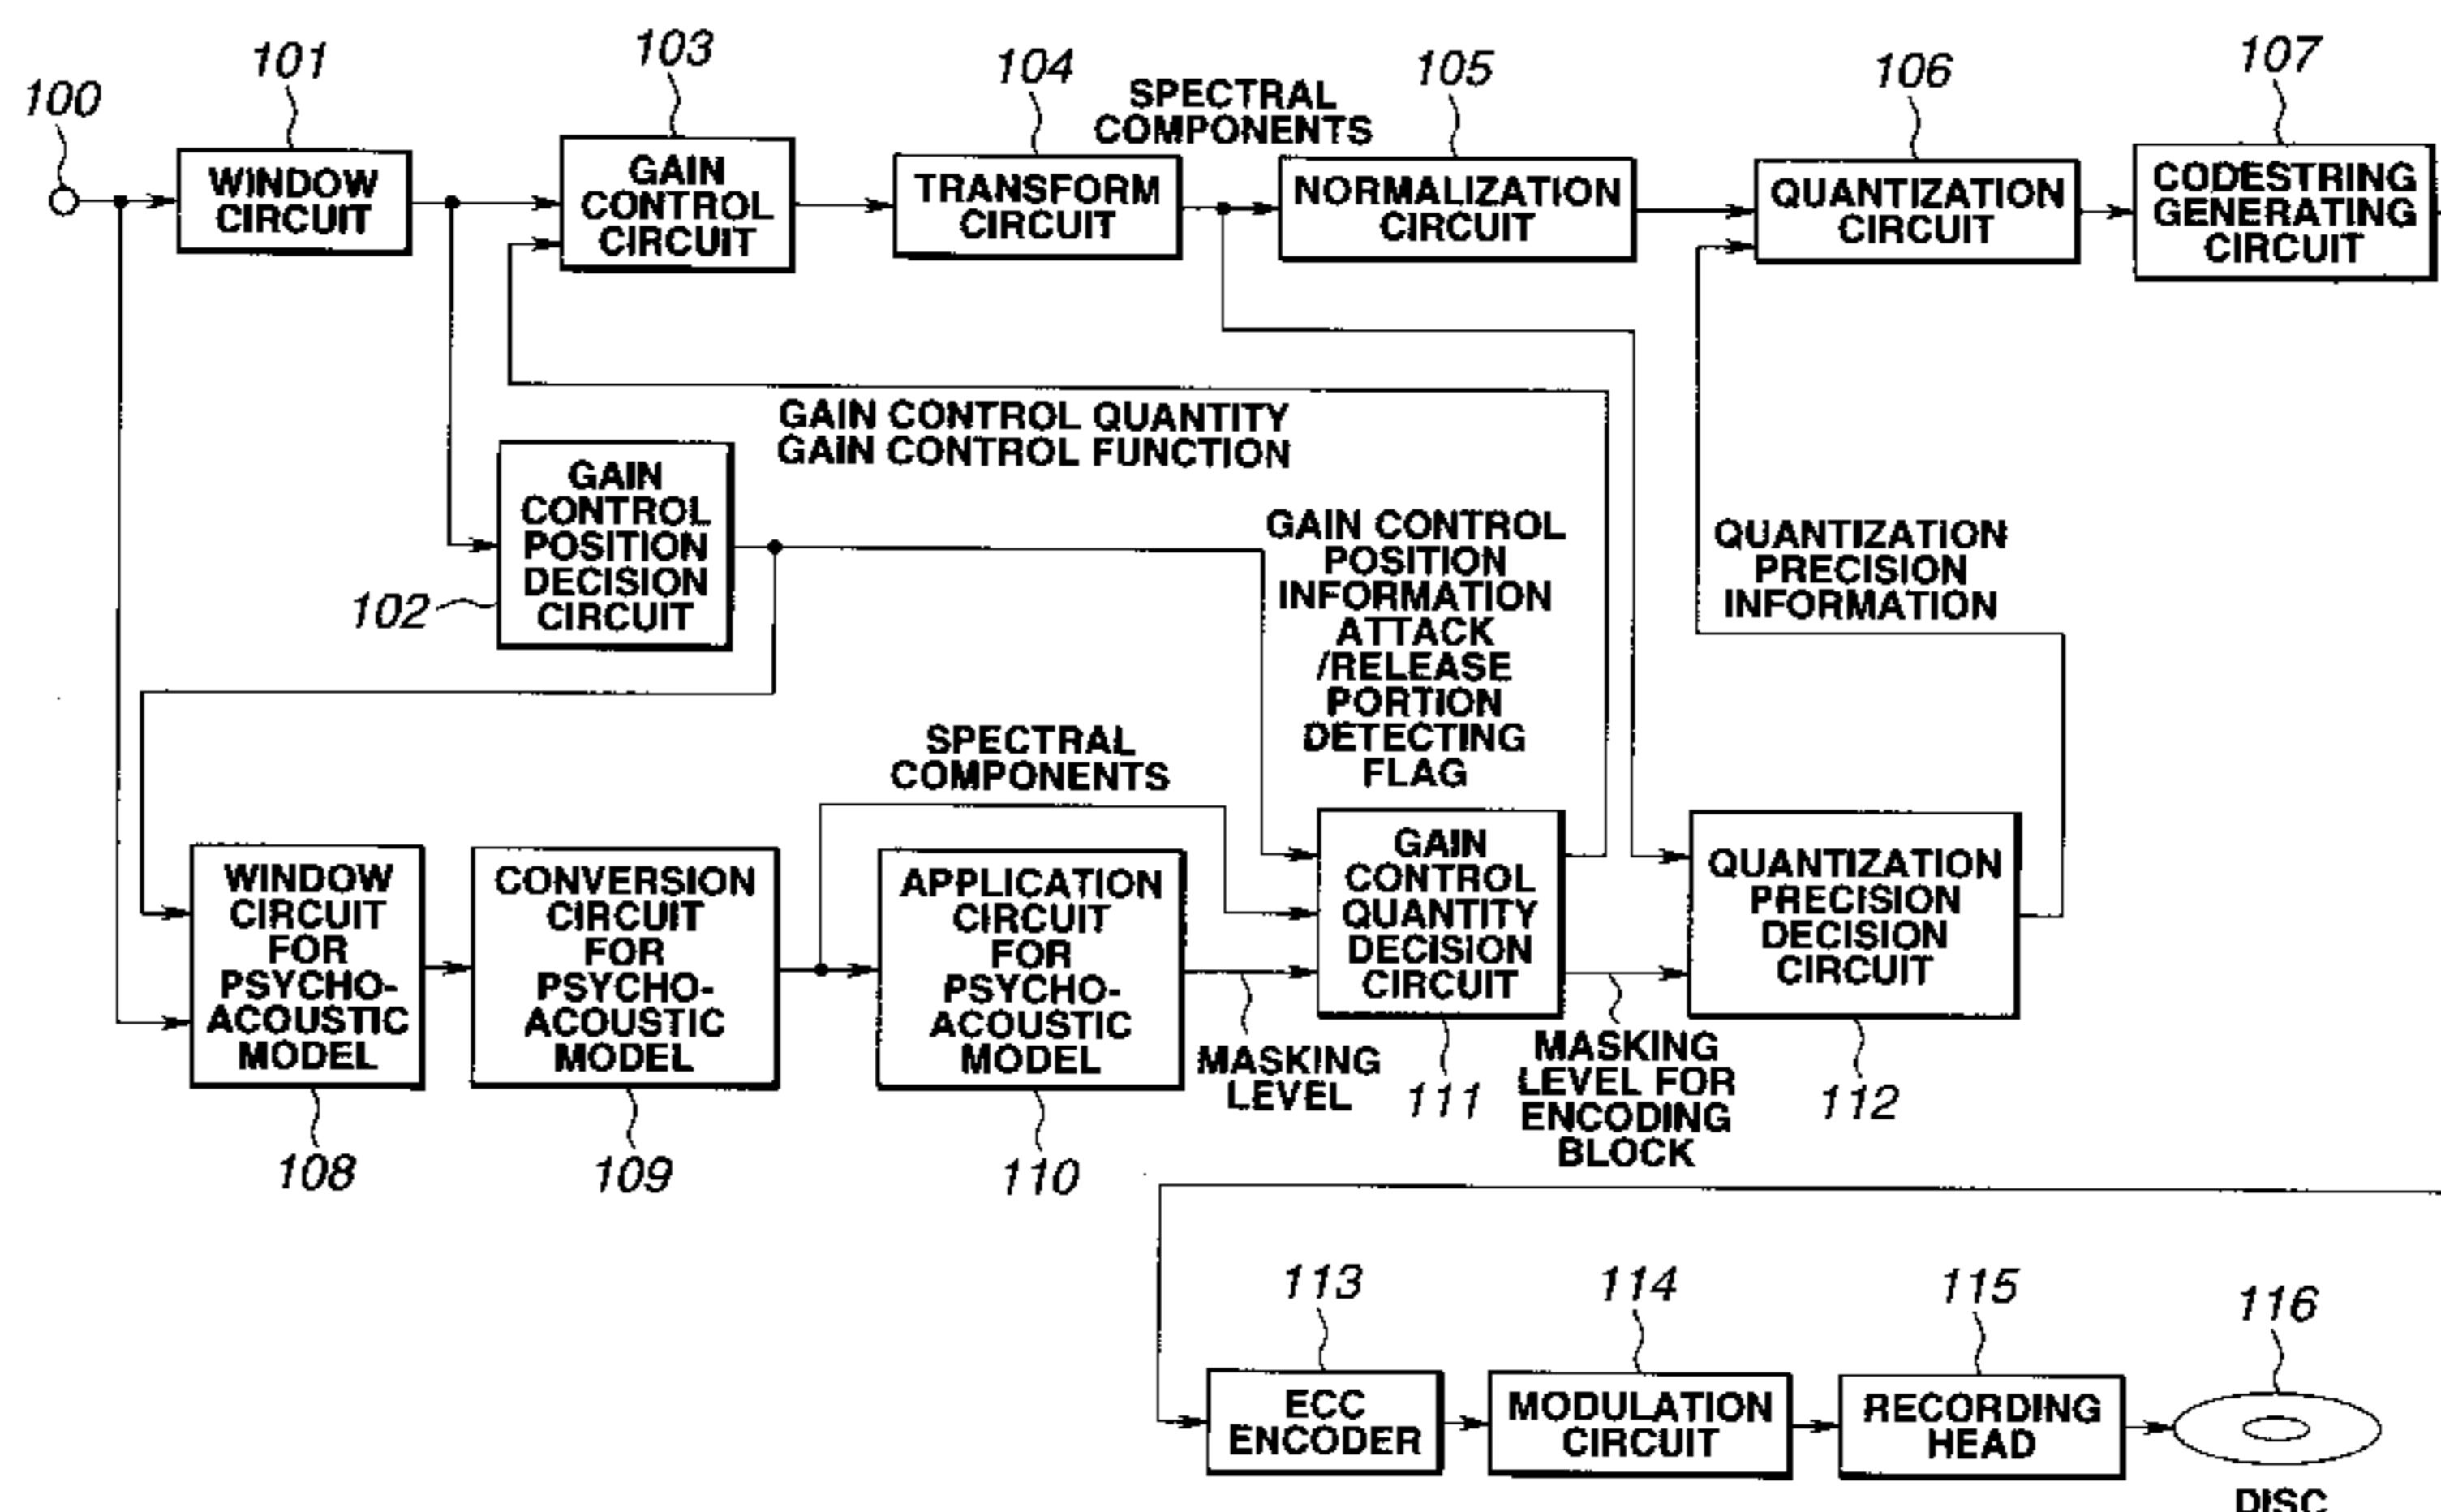 100
101
103
104
SPECTRAL
COMPONENTS
105
106
107
WINDOW
CIRCUIT
GAIN
CONTROL
CIRCUIT
TRANSFORM
CIRCUIT
NORMALIZATION
CIRCUIT
QUANTIZATION
CIRCUIT
CODESTRING
GENERATING
CIRCUIT
GAIN CONTROL QUANTITY
GAIN CONTROL FUNCTION
GAIN
CONTROL
POSITION
DECISION
CIRCUIT
102
GAIN CONTROL
POSITION
INFORMATION
ATTACK
/RELEASE
PORTION
DETECTING
FLAG
QUANTIZATION
PRECISION
INFORMATION
SPECTRAL
COMPONENTS
WINDOW
CIRCUIT
FOR
PSYCHO-
ACOUSTIC
MODEL
CONVERSION
CIRCUIT
FOR
PSYCHO-
ACOUSTIC
MODEL
APPLICATION
CIRCUIT
FOR
PSYCHO-
ACOUSTIC
MODEL
GAIN
CONTROL
QUANTITY
DECISION
CIRCUIT
QUANTIZATION
PRECISION
DECISION
CIRCUIT
MASKING
LEVEL
MASKING
LEVEL FOR
ENCODING
BLOCK
108
109
110
111
112
113
114
115
116
ECC
ENCODER
MODULATION
CIRCUIT
RECORDING
HEAD
DISC